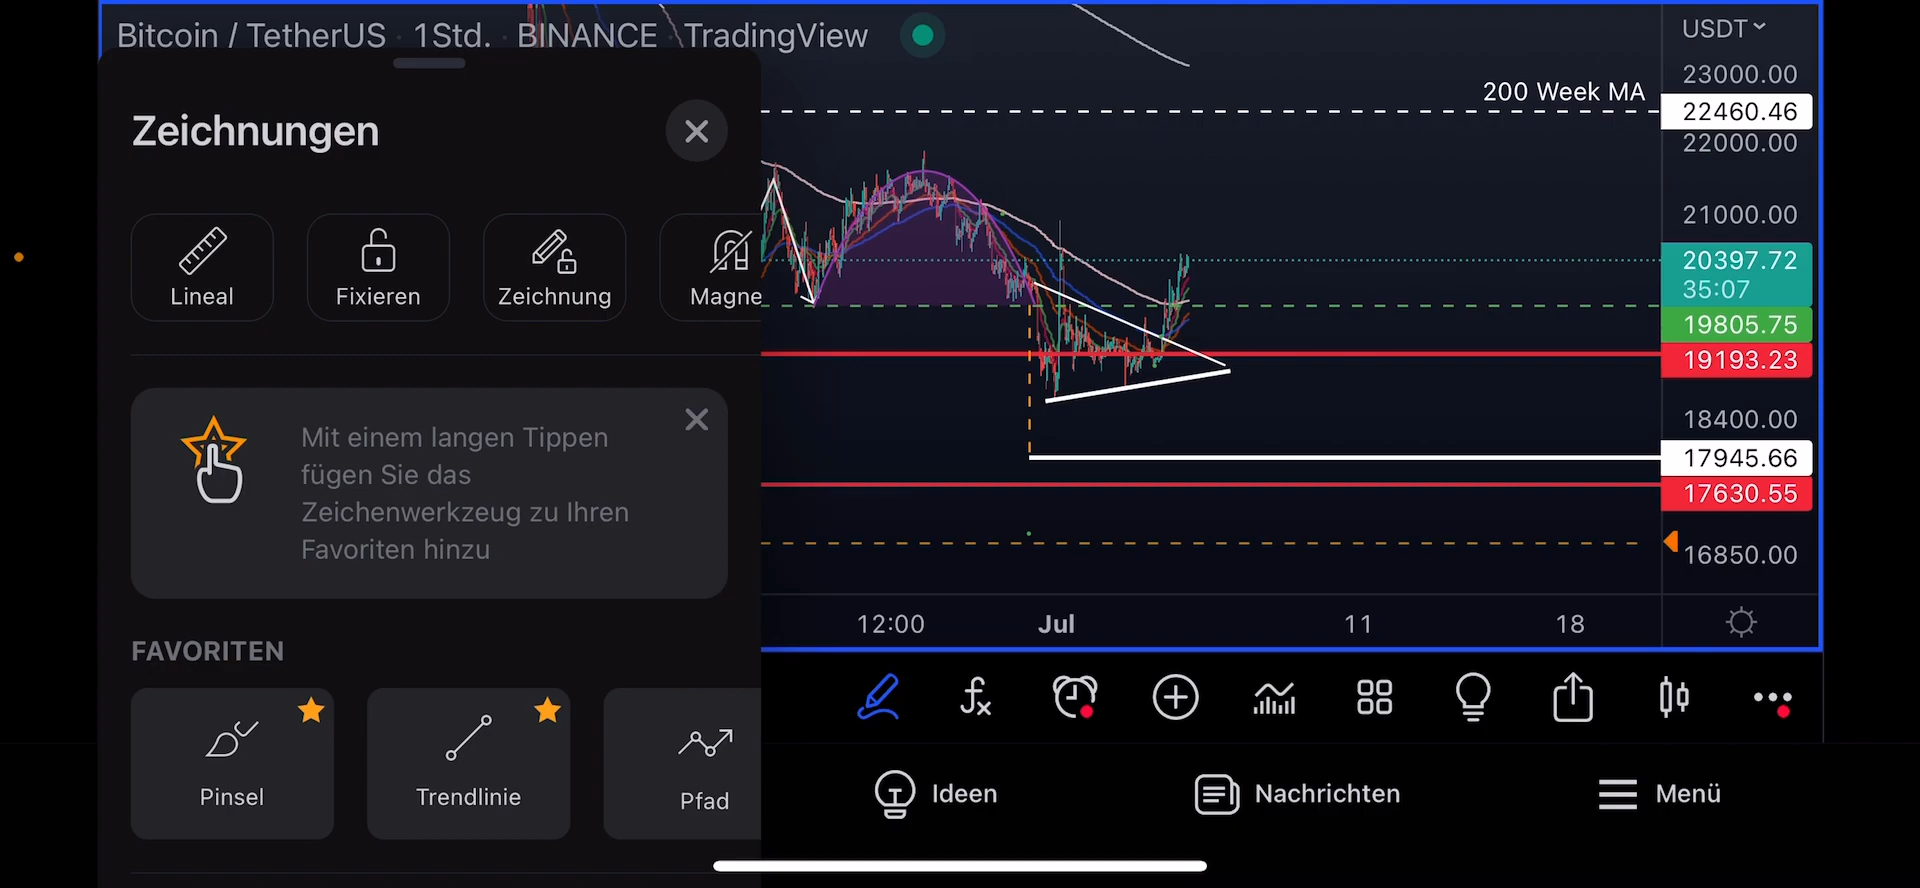 Bitcoin / TetherUS · 1Std. · BINANCE · TradingView
USDT
23000.00
200 Week MA
22460.46
22000.00
21000.00
20397.72
35:07
19805.75
19193.23
18400.00
17945.66
17630.55
16850.00
12:00
Jul
11
18
Zeichnungen
Lineal
Fixieren
Zeichnung
Magne
Mit einem langen Tippen
fügen Sie das
Zeichenwerkzeug zu Ihren
Favoriten hinzu
FAVORITEN
Pinsel
Trendlinie
Pfad
Ideen
Nachrichten
Menü